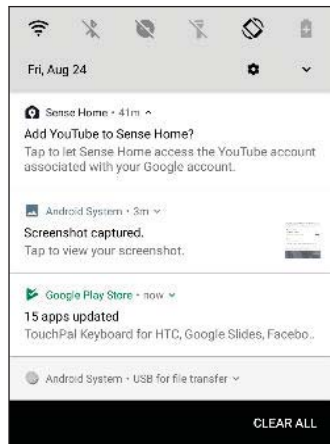 Fri, Aug 24
Sense Home • 41m
Add YouTube to Sense Home?
Tap to let Sense Home access the YouTube account
associated with your Google account.
Android System • 3m
Screenshot captured.
Tap to view your screenshot.
Google Play Store • now
15 apps updated
TouchPal Keyboard for HTC, Google Slides, Facebo..
Android System • USB for file transfer
CLEAR ALL